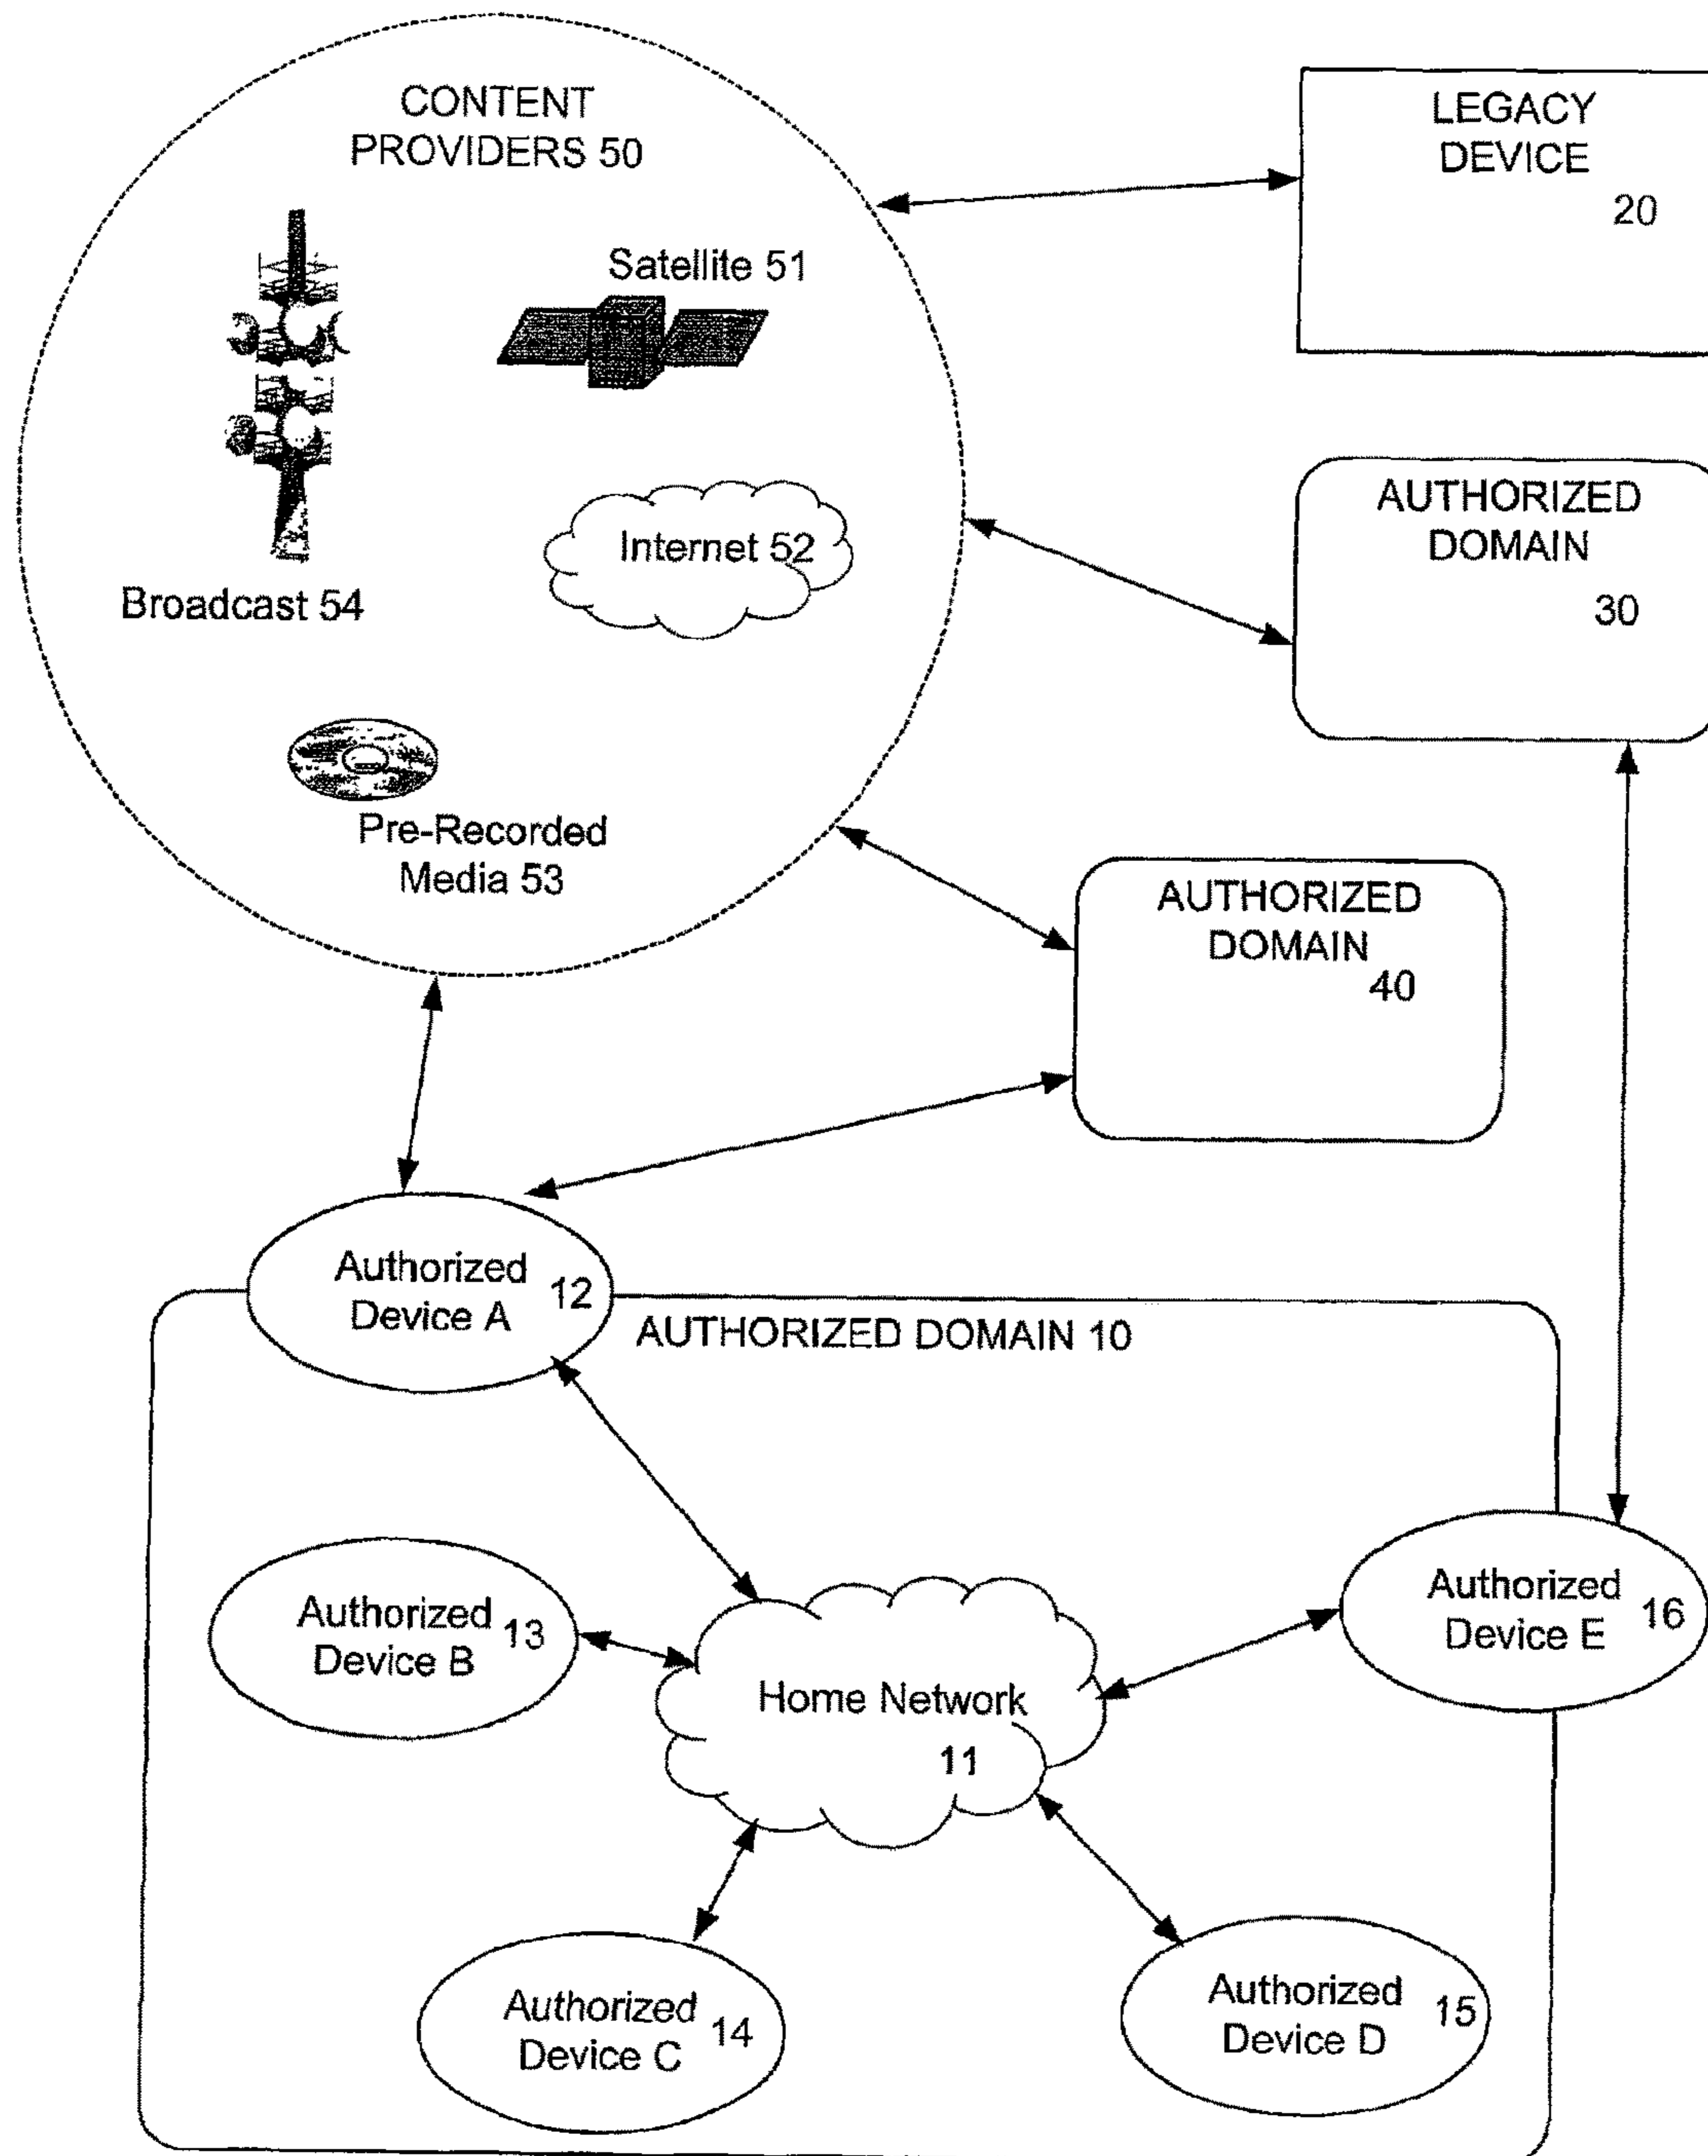 CONTENT
PROVIDERS 50
Satellite 51
Internet 52
Broadcast 54
Pre-Recorded
Media 53
LEGACY
DEVICE
20
AUTHORIZED
DOMAIN
30
AUTHORIZED
DOMAIN
40
Authorized
Device A
12
AUTHORIZED DOMAIN 10
Authorized
Device B
13
Home Network
11
Authorized
Device E
16
Authorized
Device C
14
Authorized
Device D
15